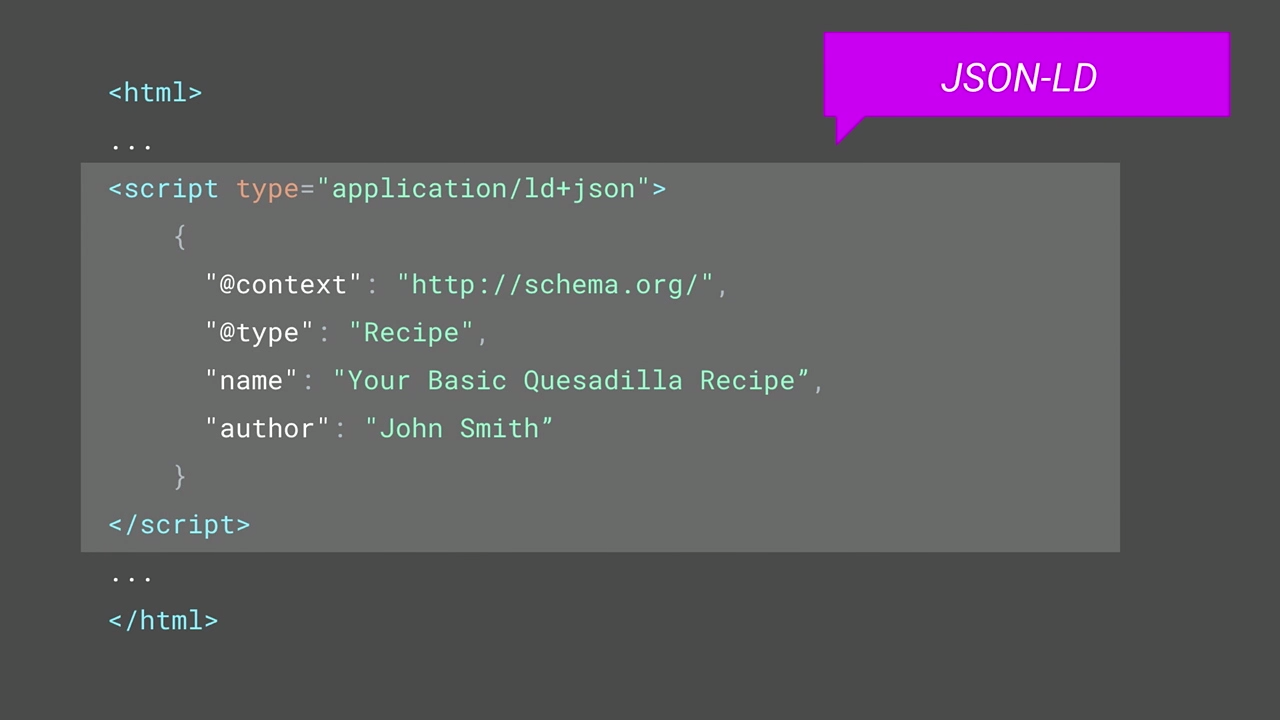 JSON-LD
<html>
...
<script type="application/ld+json">
{
"@context": "http://schema.org/",
"@type": "Recipe",
"name": "Your Basic Quesadilla Recipe”,
"author": "John Smith”
}
</script>
...
</html>